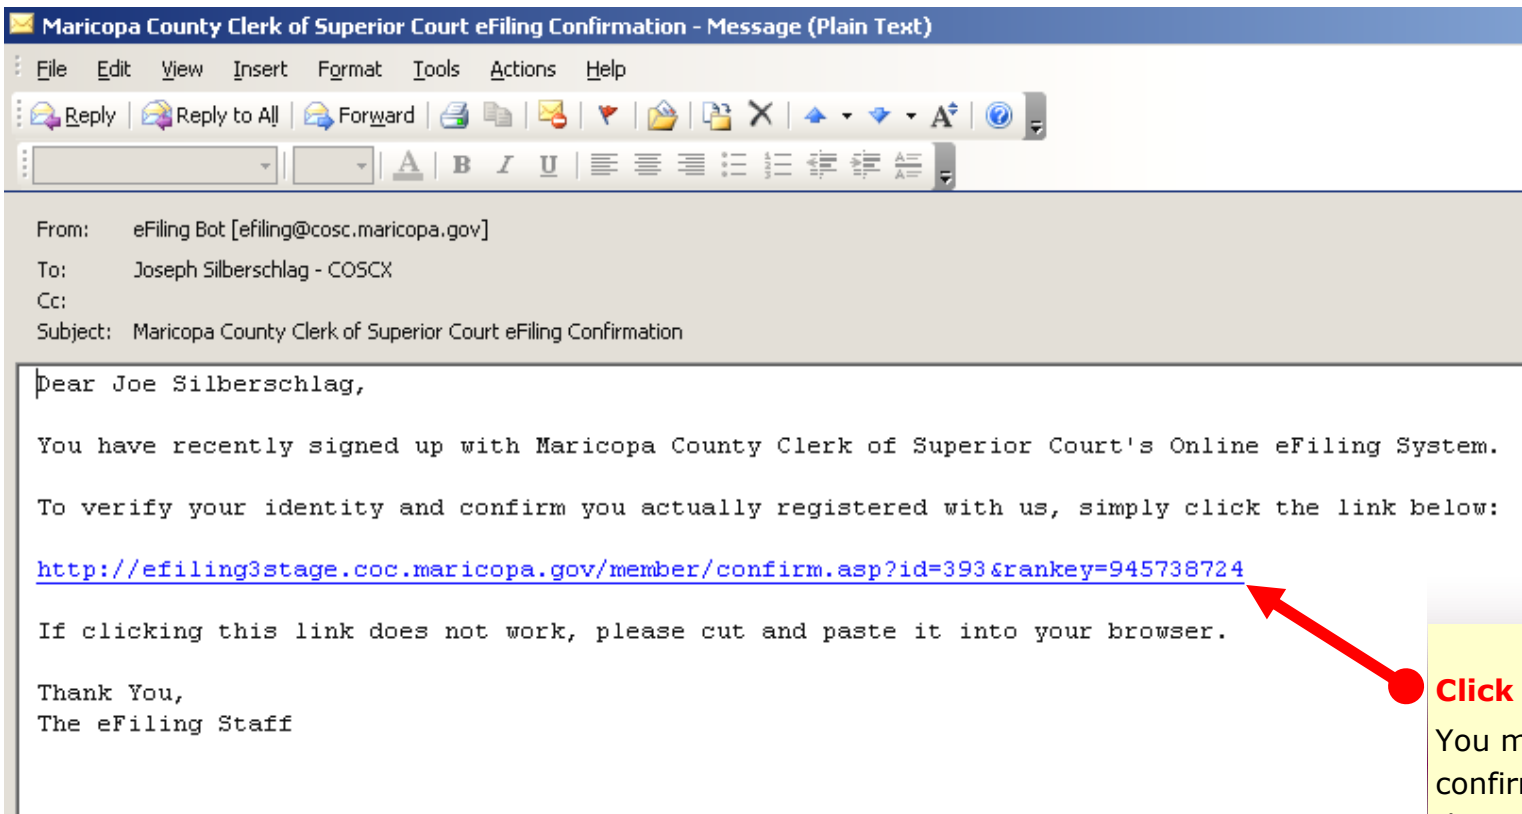 Maricopa County Clerk of Superior Court eFiling Confirmation - Message (Plain Text)
File Edit View Insert Format Tools Actions Help
Reply Reply to All Forward
From: eFiling Bot [efiling@cosc.maricopa.gov]
To: Joseph Silberschlag - COSCX
Cc:
Subject: Maricopa County Clerk of Superior Court eFiling Confirmation
Dear Joe Silberschlag,
You have recently signed up with Maricopa County Clerk of Superior Court's Online eFiling System.
To verify your identity and confirm you actually registered with us, simply click the link below:
http://efiling3stage.coc.maricopa.gov/member/confirm.asp?id=393&rankey=945738724
If clicking this link does not work, please cut and paste it into your browser.
Thank You,
The eFiling Staff
Click
You m
confir